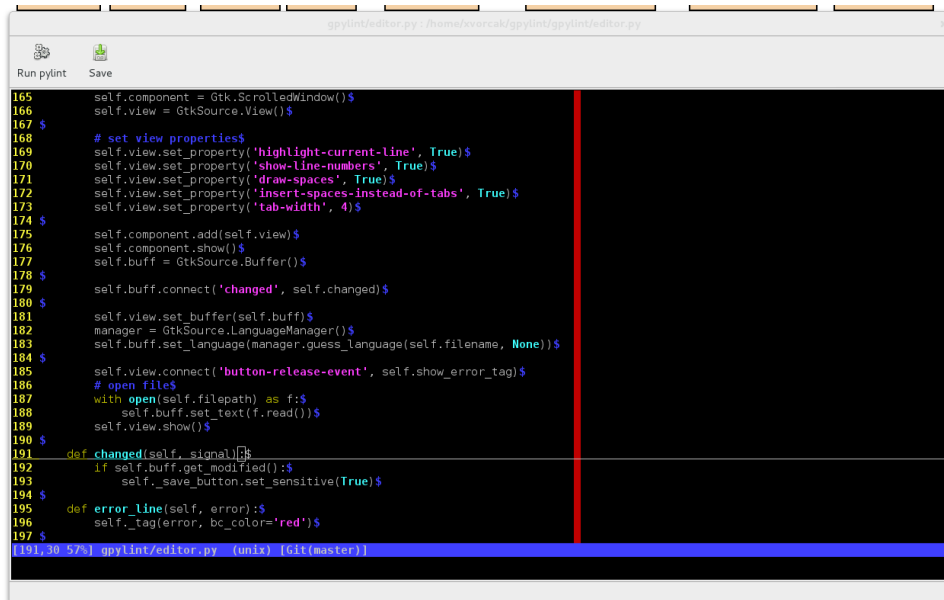 gpylint/editor.py : /home/xvorcak/gpylint/gpylint/editor.py
Run pylint Save
165         self.component = Gtk.ScrolledWindow()$
166         self.view = GtkSource.View()$
167 $
168         # set view properties$
169         self.view.set_property('highlight-current-line', True)$
170         self.view.set_property('show-line-numbers', True)$
171         self.view.set_property('draw-spaces', True)$
172         self.view.set_property('insert-spaces-instead-of-tabs', True)$
173         self.view.set_property('tab-width', 4)$
174 $
175         self.component.add(self.view)$
176         self.component.show()$
177         self.buff = GtkSource.Buffer()$
178 $
179         self.buff.connect('changed', self.changed)$
180 $
181         self.view.set_buffer(self.buff)$
182         manager = GtkSource.LanguageManager()$
183         self.buff.set_language(manager.guess_language(self.filename, None))$
184 $
185         self.view.connect('button-release-event', self.show_error_tag)$
186         # open file$
187         with open(self.filepath) as f:$
188             self.buff.set_text(f.read())$
189         self.view.show()$
190 $
191     def changed(self, signal):$
192         if self.buff.get_modified():$
193             self._save_button.set_sensitive(True)$
194 $
195     def error_line(self, error):$
196         self._tag(error, bc_color='red')$
197 $
[191,30 57%] gpylint/editor.py  (unix) [Git(master)]